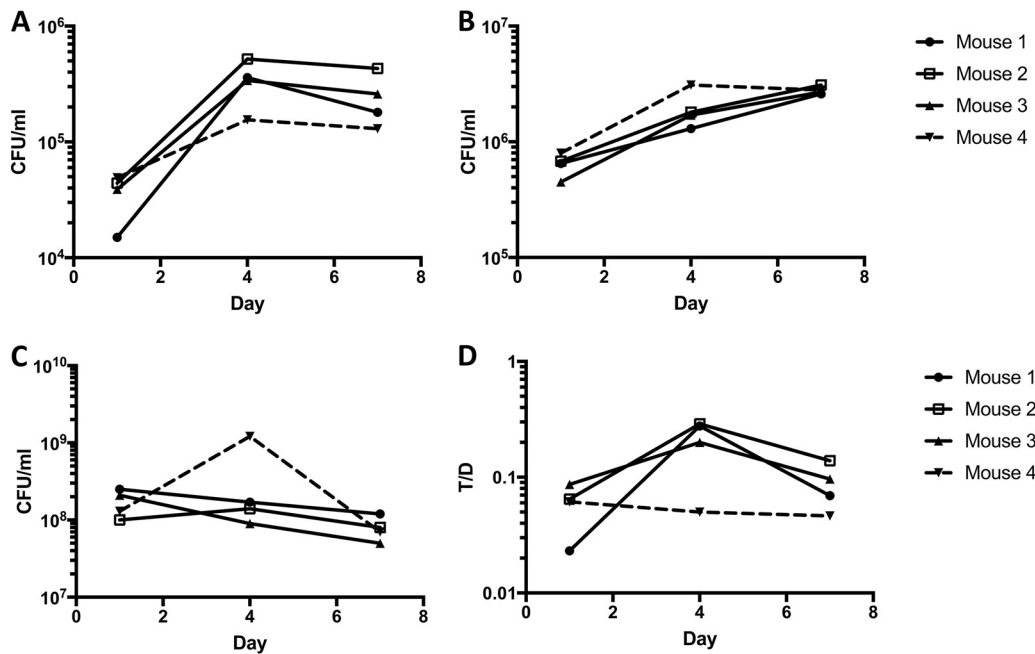 A
CFU/ml
10⁶
10⁵
10⁴
0 2 4 6 8
Day
B
CFU/ml
10⁷
10⁶
10⁵
0 2 4 6 8
Day
Mouse 1
Mouse 2
Mouse 3
Mouse 4
C
CFU/ml
10¹⁰
10⁹
10⁸
10⁷
0 2 4 6 8
Day
D
T/D
1
0.1
0.01
0 2 4 6 8
Day
Mouse 1
Mouse 2
Mouse 3
Mouse 4